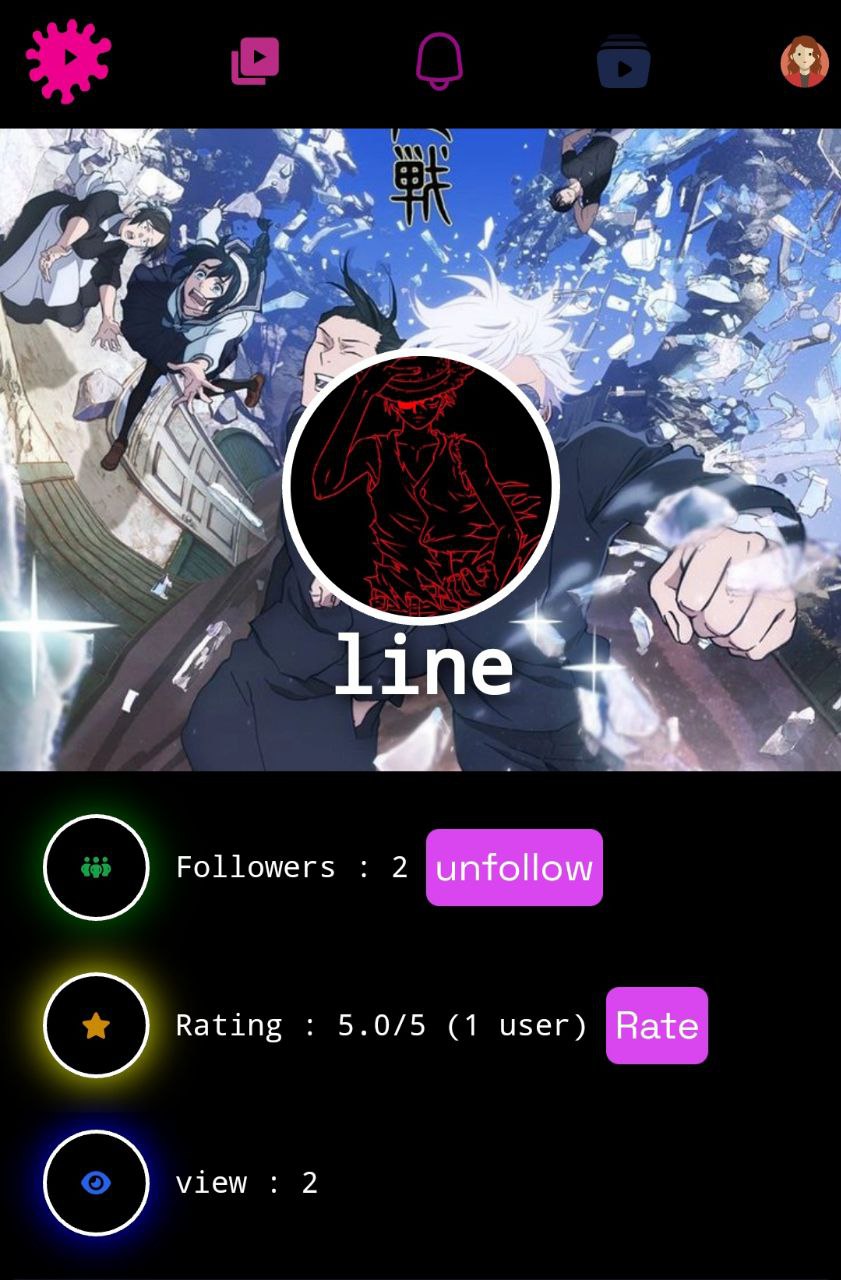 戦
line
Followers : 2 unfollow
Rating : 5.0/5 (1 user) Rate
view : 2